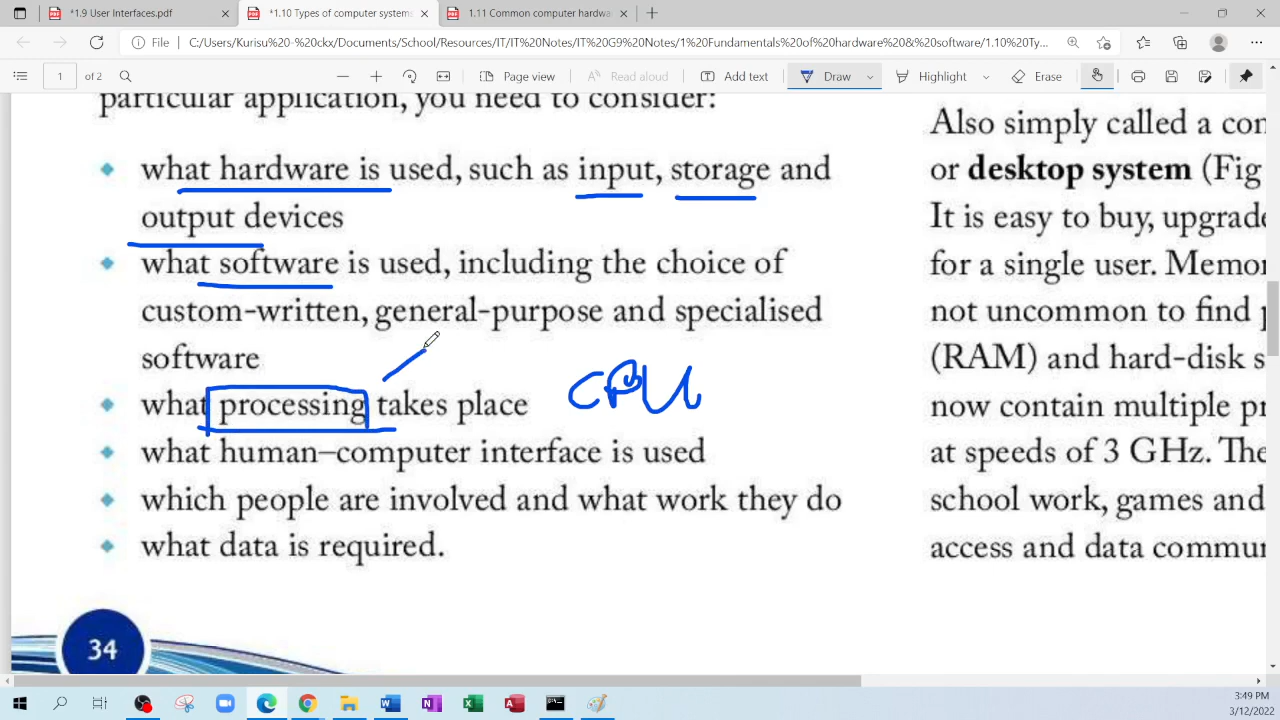 *1.9 User Interfaces.pdf
*1.10 Types of computer systems
1.11 Common computer hardwa
File
C:/Users/Kurisu%20-%20ckx/Documents/School/Resources/IT/IT%20Notes/IT%20G9%20Notes/1%20Fundamentals%20of%20hardware%20&%20software/1.10%20Ty...
1 of 2
Page view
Read aloud
Add text
Draw
Highlight
Erase
particular application, you need to consider:
what hardware is used, such as input, storage and
output devices
what software is used, including the choice of
custom-written, general-purpose and specialised
software
what processing takes place
CPU
what human–computer interface is used
which people are involved and what work they do
what data is required.
34
Also simply called a con
or desktop system (Fig
It is easy to buy, upgrade
for a single user. Memor
not uncommon to find p
(RAM) and hard-disk s
now contain multiple pr
at speeds of 3 GHz. The
school work, games and
access and data commun
3:49 PM
3/12/2022